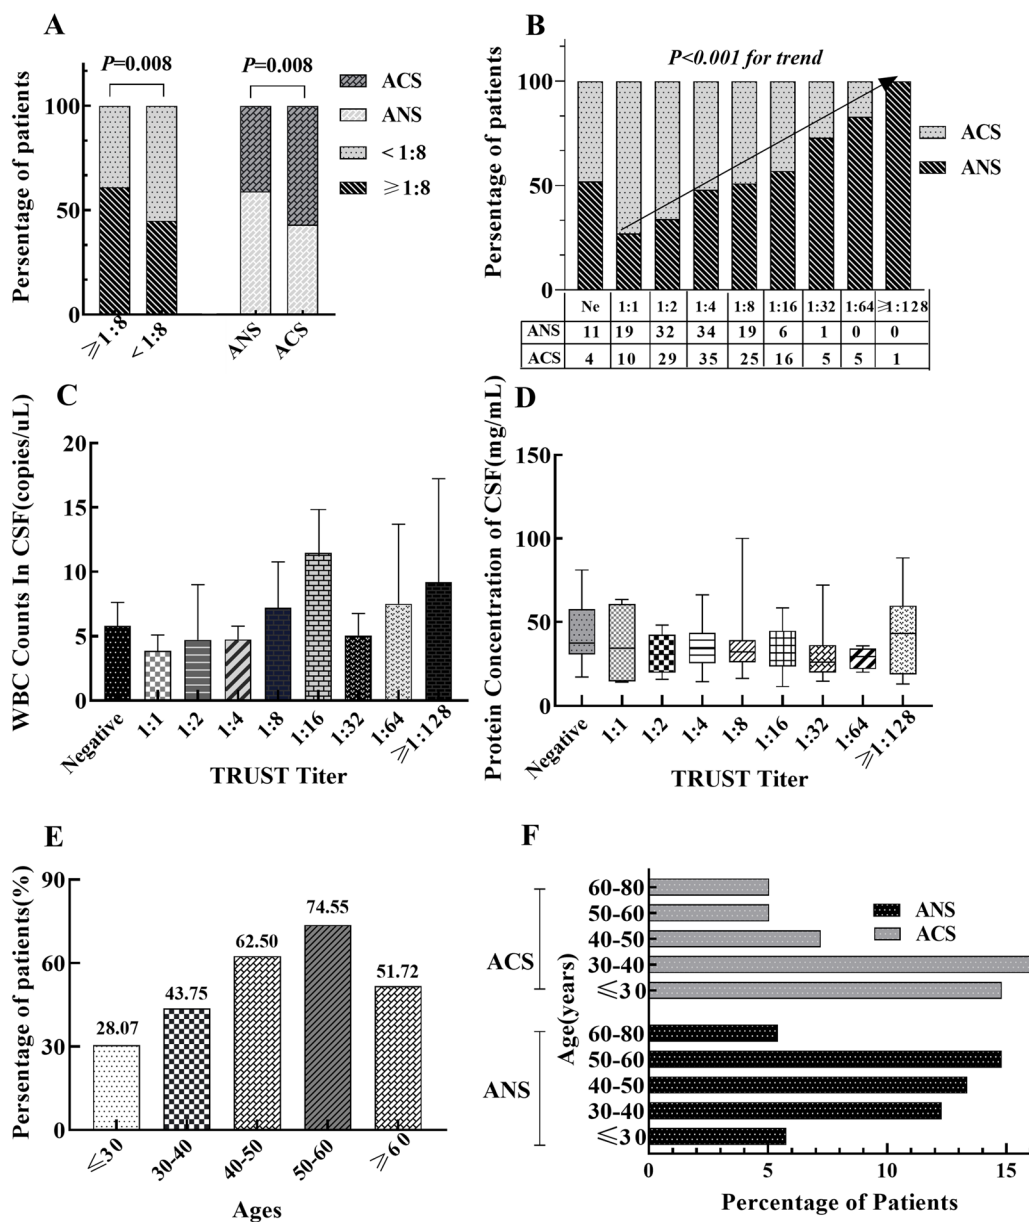 A
P=0.008
P=0.008
Persentage of patients
100
50
0
≥1:8
<1:8
ANS
ACS
ACS
ANS
<1:8
≥1:8
B
P<0.001 for trend
Persentage of patients
100
50
0
ACS
ANS
Ne 1:1 1:2 1:4 1:8 1:16 1:32 1:64 ≥1:128
ANS 11 19 32 34 19 6 1 0 0
ACS 4 10 29 35 25 16 5 5 1
C
WBC Counts In CSF(copies/uL)
20
15
10
5
0
Negative 1:1 1:2 1:4 1:8 1:16 1:32 1:64 ≥1:128
TRUST Titer
D
Protein Concentration of CSF(mg/mL)
150
100
50
0
Negative 1:1 1:2 1:4 1:8 1:16 1:32 1:64 ≥1:128
TRUST Titer
E
Persentage of patients(%)
90
60
30
0
28.07
43.75
62.50
74.55
51.72
≤30 30-40 40-50 50-60 ≥60
Ages
F
ACS
ANS
Age(years)
60-80
50-60
40-50
30-40
≤30
60-80
50-60
40-50
30-40
≤30
ANS
ACS
0 5 10 15
Percentage of Patients